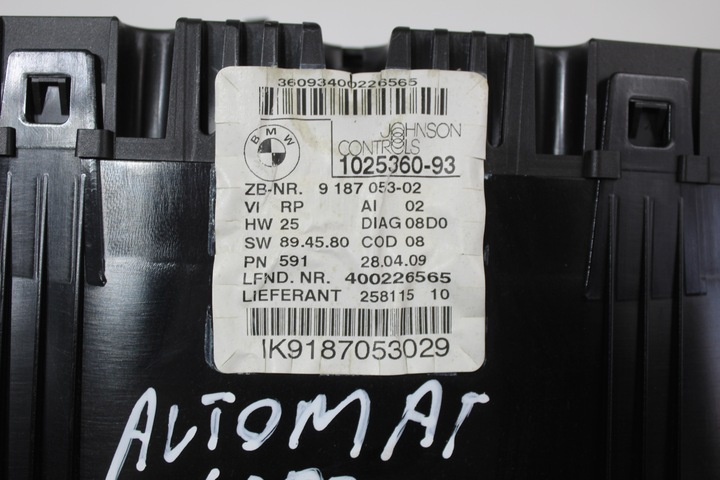 36093400226565
BMW
JOHNSON
CONTROLS
1025360-93
ZB-NR. 9 187 053-02
VI RP AI 02
HW 25 DIAG 08D0
SW 89.45.80 COD 08
PN 591 28.04.09
LFND. NR. 400226565
LIEFERANT 258115 10
IK9187053029
AUTOMAT